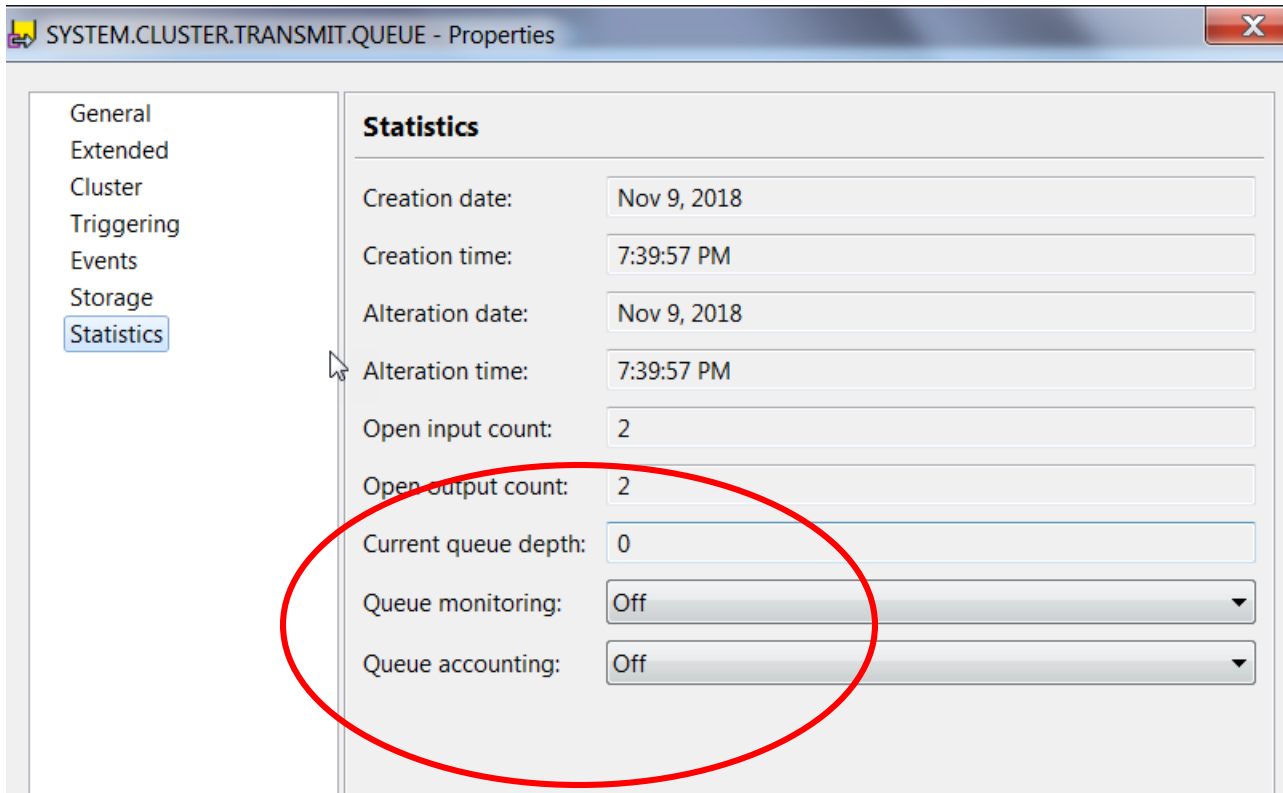 SYSTEM.CLUSTER.TRANSMIT.QUEUE - Properties
General
Extended
Cluster
Triggering
Events
Storage
Statistics
Statistics
Creation date: Nov 9, 2018
Creation time: 7:39:57 PM
Alteration date: Nov 9, 2018
Alteration time: 7:39:57 PM
Open input count: 2
Open output count: 2
Current queue depth: 0
Queue monitoring: Off
Queue accounting: Off